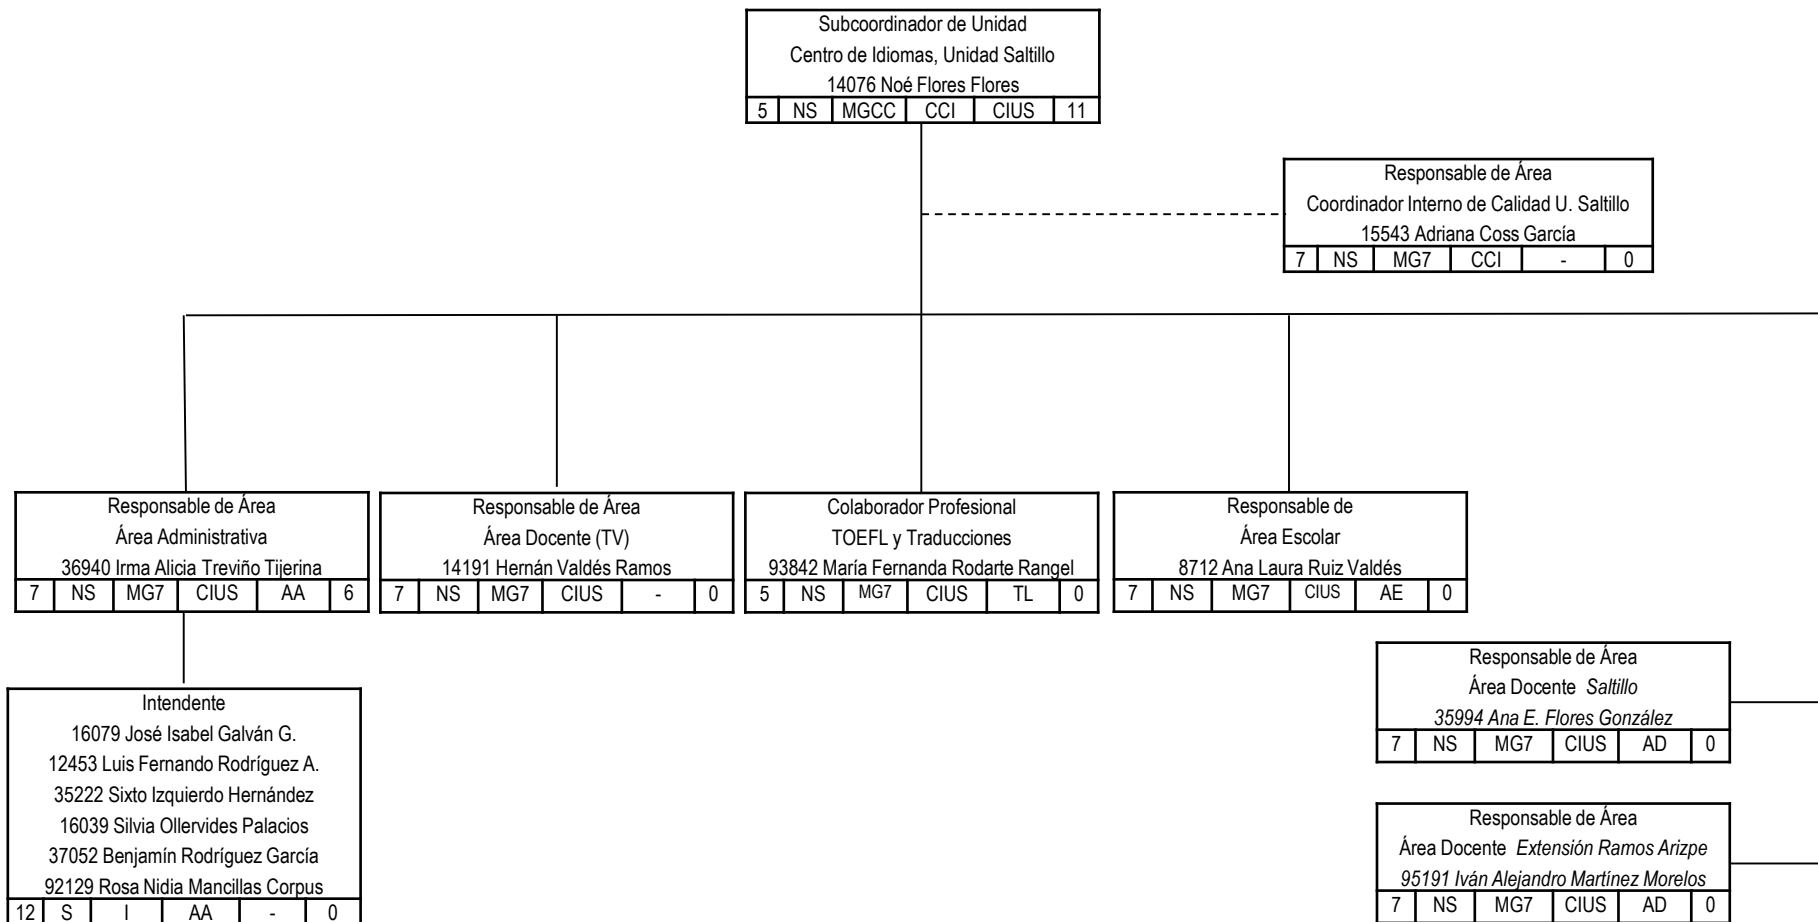 Subcoordinador de Unidad
Centro de Idiomas, Unidad Saltillo
14076 Noé Flores Flores
5 NS MGCC CCI CIUS 11
Responsable de Área
Coordinador Interno de Calidad U. Saltillo
15543 Adriana Coss García
7 NS MG7 CCI - 0
Responsable de Área
Área Administrativa
36940 Irma Alicia Treviño Tijerina
7 NS MG7 CIUS AA 6
Responsable de Área
Área Docente (TV)
14191 Hernán Valdés Ramos
7 NS MG7 CIUS - 0
Colaborador Profesional
TOEFL y Traducciones
93842 María Fernanda Rodarte Rangel
5 NS MG7 CIUS TL 0
Responsable de
Área Escolar
8712 Ana Laura Ruiz Valdés
7 NS MG7 CIUS AE 0
Intendente
16079 José Isabel Galván G.
12453 Luis Fernando Rodríguez A.
35222 Sixto Izquierdo Hernández
16039 Silvia Ollervides Palacios
37052 Benjamín Rodríguez García
92129 Rosa Nidia Mancillas Corpus
12 S I AA - 0
Responsable de Área
Área Docente Saltillo
35994 Ana E. Flores González
7 NS MG7 CIUS AD 0
Responsable de Área
Área Docente Extensión Ramos Arizpe
95191 Iván Alejandro Martínez Morelos
7 NS MG7 CIUS AD 0